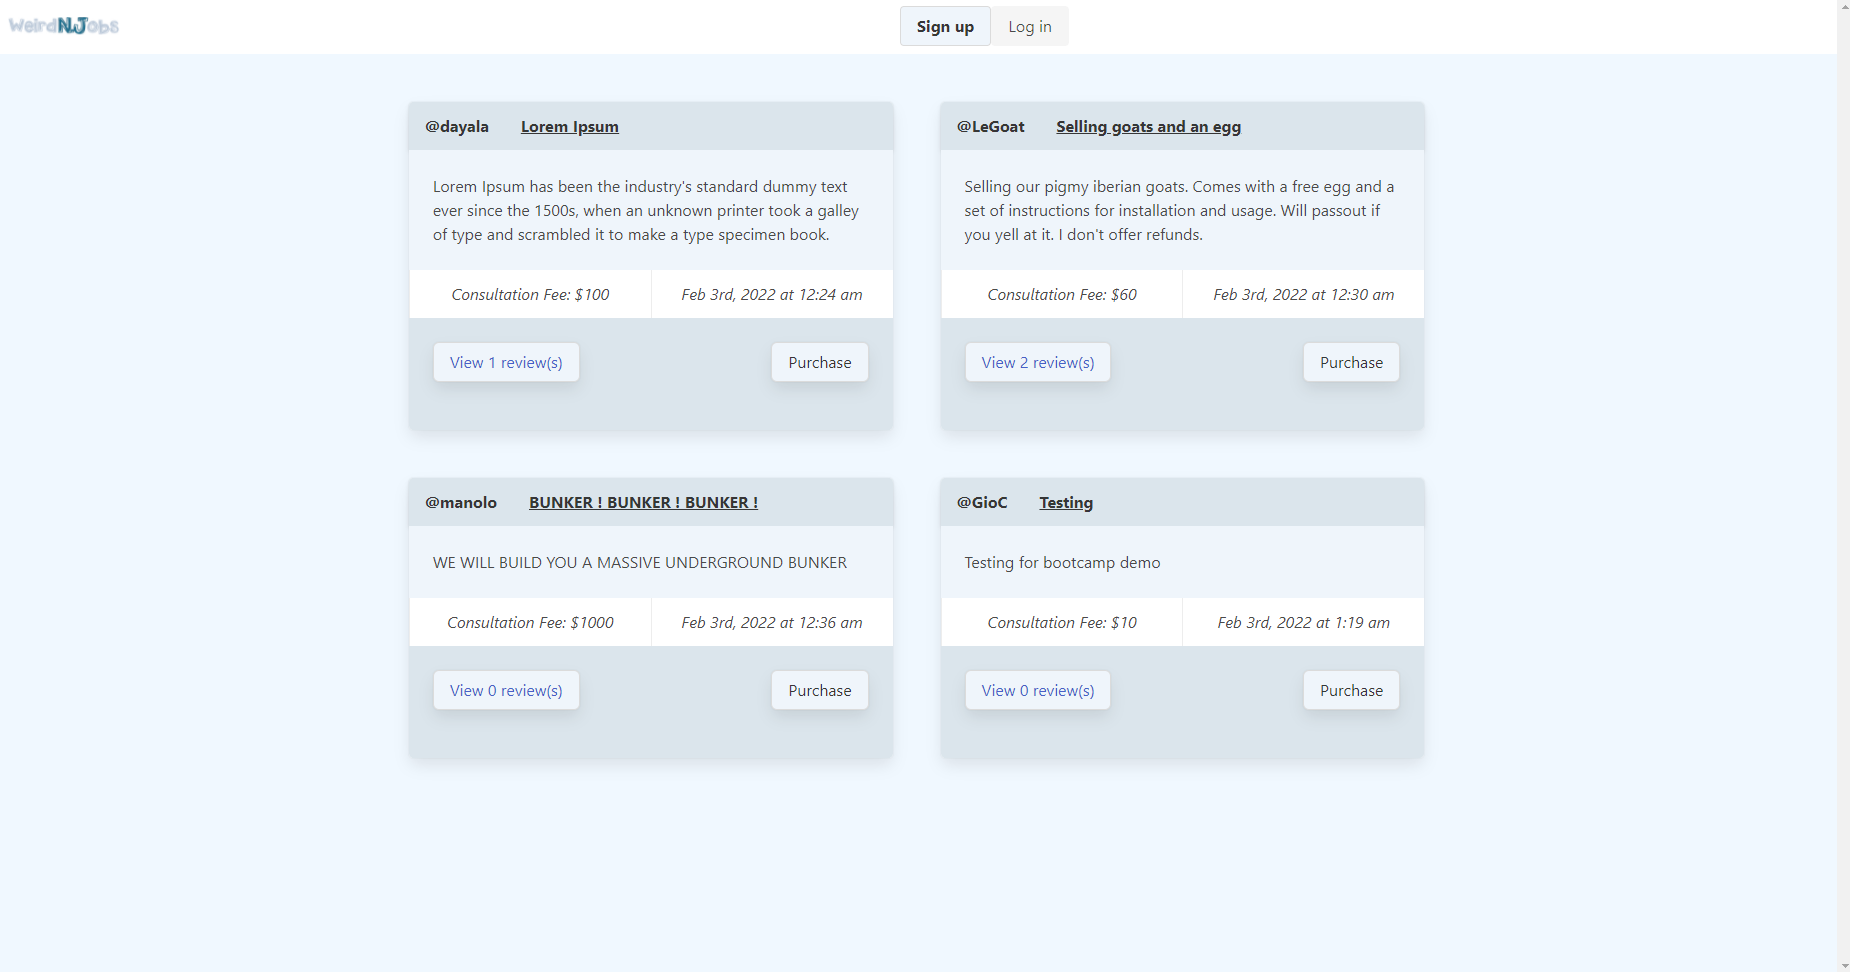 WeirdNJobs
Sign up
Log in
@dayala Lorem Ipsum
Lorem Ipsum has been the industry's standard dummy text
ever since the 1500s, when an unknown printer took a galley
of type and scrambled it to make a type specimen book.
Consultation Fee: $100
Feb 3rd, 2022 at 12:24 am
View 1 review(s)
Purchase
@LeGoat Selling goats and an egg
Selling our pigmy iberian goats. Comes with a free egg and a
set of instructions for installation and usage. Will passout if
you yell at it. I don't offer refunds.
Consultation Fee: $60
Feb 3rd, 2022 at 12:30 am
View 2 review(s)
Purchase
@manolo BUNKER ! BUNKER ! BUNKER !
WE WILL BUILD YOU A MASSIVE UNDERGROUND BUNKER
Consultation Fee: $1000
Feb 3rd, 2022 at 12:36 am
View 0 review(s)
Purchase
@GioC Testing
Testing for bootcamp demo
Consultation Fee: $10
Feb 3rd, 2022 at 1:19 am
View 0 review(s)
Purchase